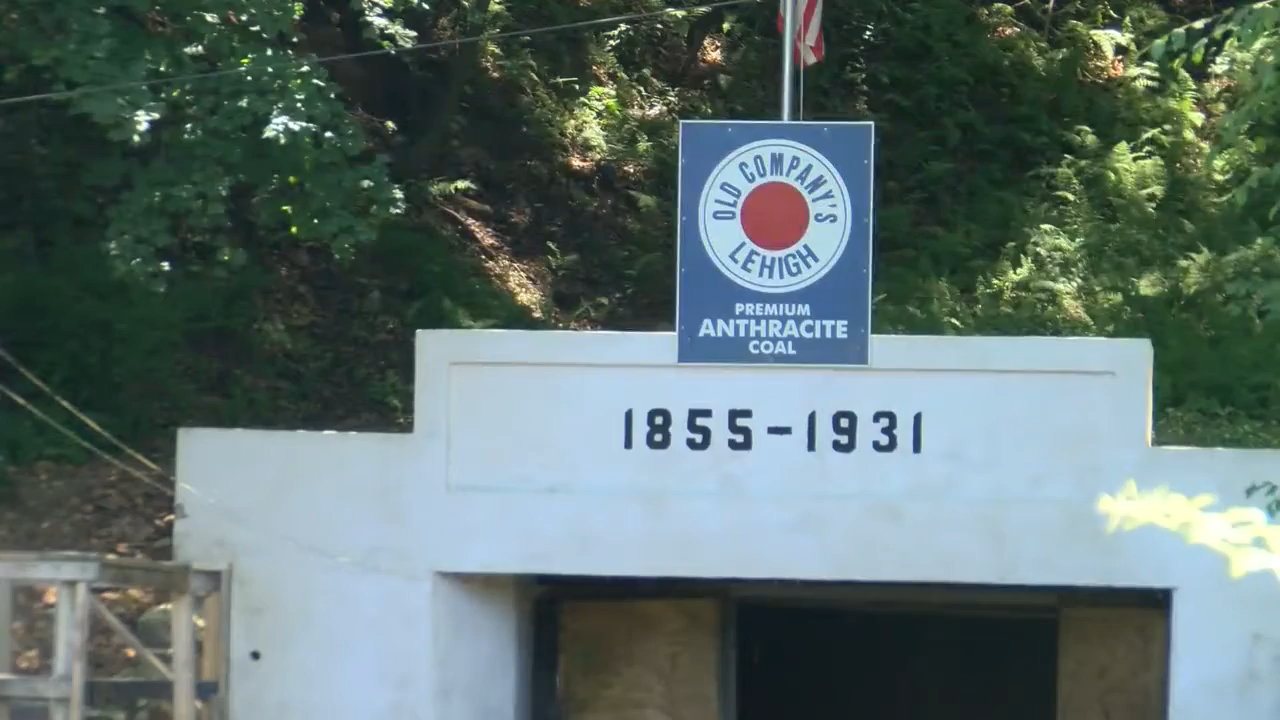 OLD COMPANY'S
LEHIGH
PREMIUM
ANTHRACITE
COAL
1855-1931